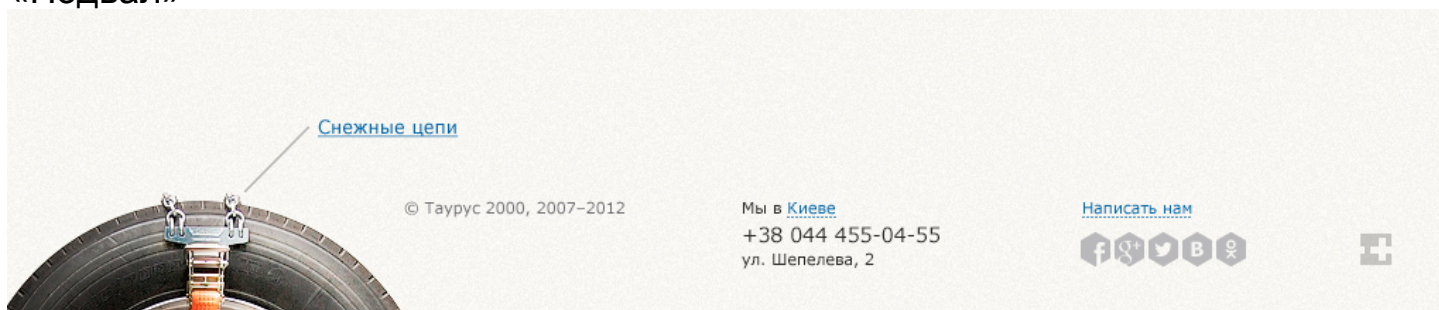 «Подвал»
Снежные цепи
© Таурус 2000, 2007–2012
Мы в Киеве
+38 044 455-04-55
ул. Шепелева, 2
Написать нам